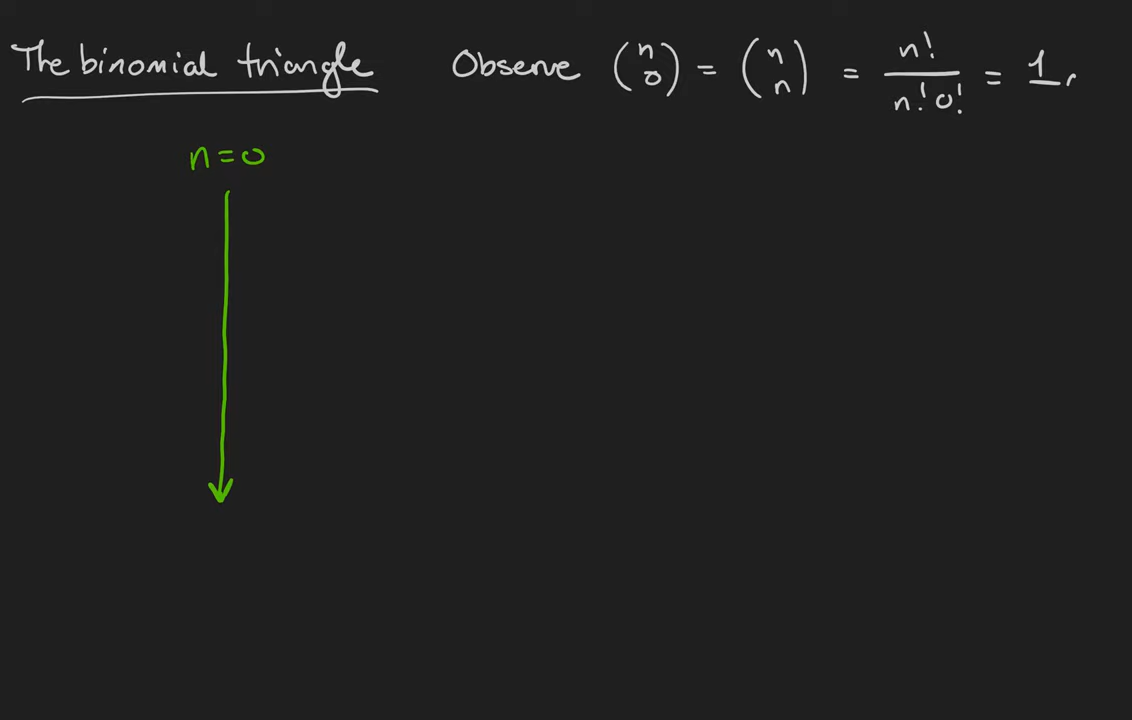 The binomial triangle Observe (n 0) = (n n) = n! / n! 0! = 1.
n = 0